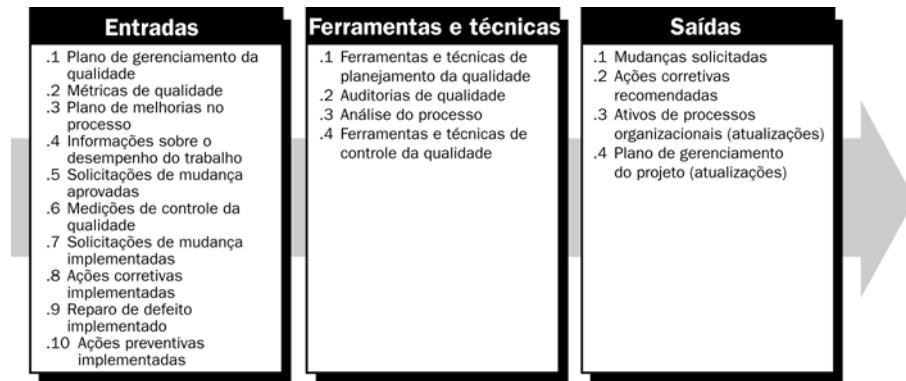 Entradas
.1 Plano de gerenciamento da
qualidade
.2 Métricas de qualidade
.3 Plano de melhorias no
processo
.4 Informações sobre o
desempenho do trabalho
.5 Solicitações de mudança
aprovadas
.6 Medições de controle da
qualidade
.7 Solicitações de mudança
implementadas
.8 Ações corretivas
implementadas
.9 Reparo de defeito
implementado
.10 Ações preventivas
implementadas
Ferramentas e técnicas
.1 Ferramentas e técnicas de
planejamento da qualidade
.2 Auditorias de qualidade
.3 Análise do processo
.4 Ferramentas e técnicas de
controle da qualidade
Saídas
.1 Mudanças solicitadas
.2 Ações corretivas
recomendadas
.3 Ativos de processos
organizacionais (atualizações)
.4 Plano de gerenciamento
do projeto (atualizações)